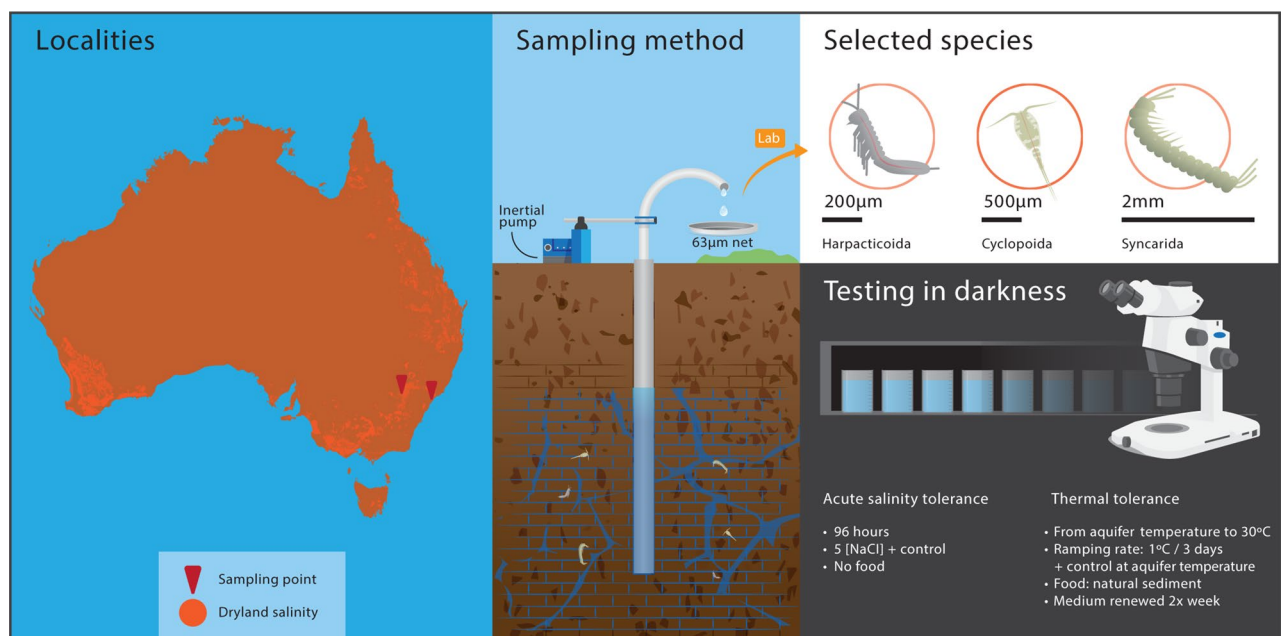 Localities
Sampling point
Dryland salinity
Sampling method
Lab
Inertial
pump
63µm net
Selected species
200µm
500µm
2mm
Harpacticoida
Cyclopoida
Syncarida
Testing in darkness
Acute salinity tolerance
• 96 hours
• 5 [NaCl] + control
• No food
Thermal tolerance
• From aquifer temperature to 30ºC
• Ramping rate: 1ºC / 3 days
+ control at aquifer temperature
• Food: natural sediment
• Medium renewed 2x week